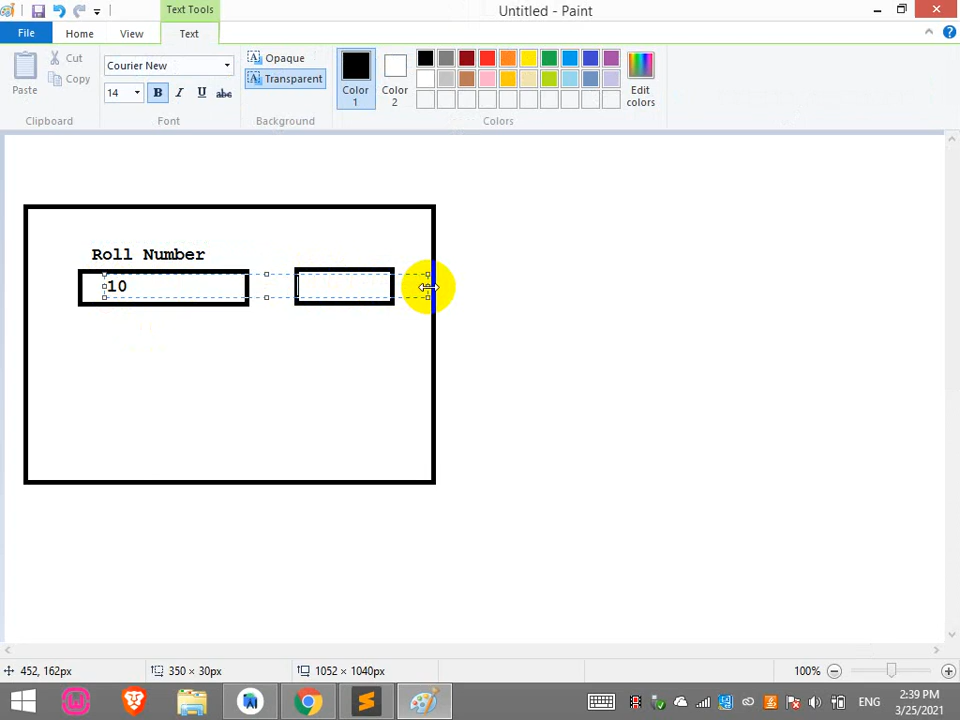 Text Tools
Untitled - Paint
File
Home
View
Text
Paste
Cut
Copy
Clipboard
Courier New
14
B I U abc
Font
Opaque
Transparent
Background
Color 1
Color 2
Edit colors
Colors
Roll Number
10
452, 162px
350 × 30px
1052 × 1040px
100%
ENG
2:39 PM
3/25/2021